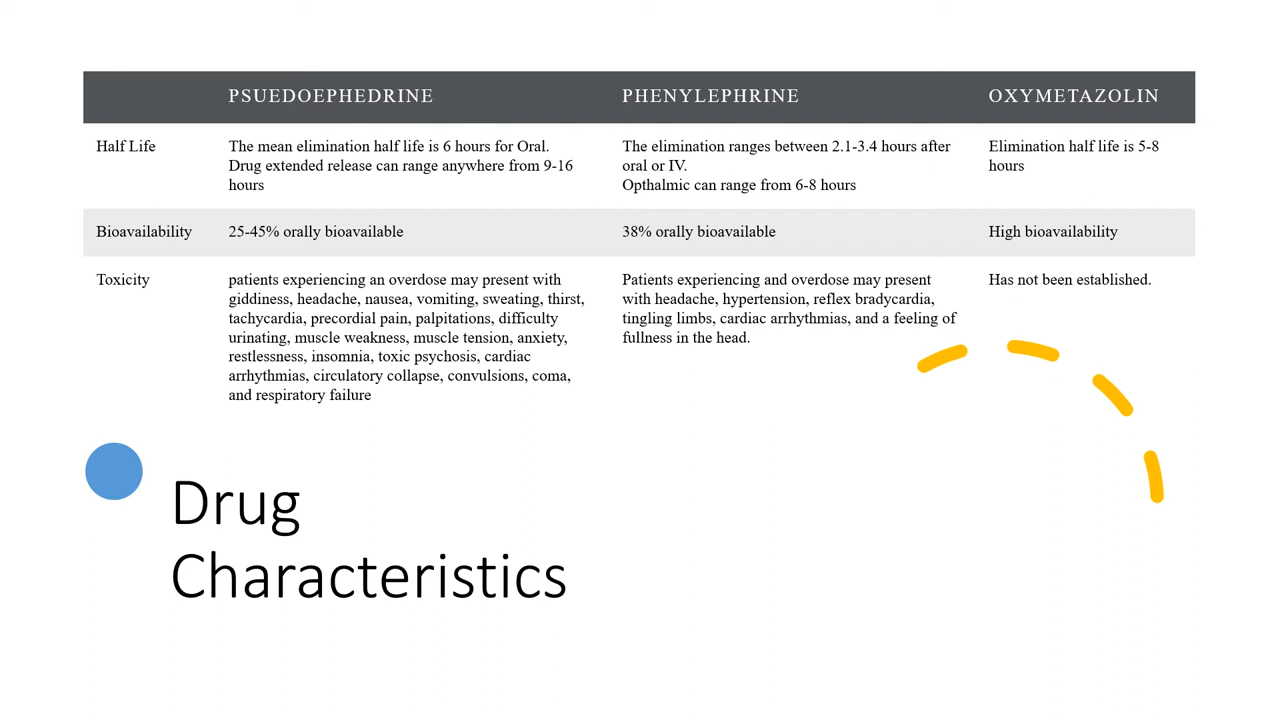 PSUEDOEPHEDRINE PHENYLEPHRINE OXYMETAZOLIN
Half Life
The mean elimination half life is 6 hours for Oral.
Drug extended release can range anywhere from 9-16
hours
The elimination ranges between 2.1-3.4 hours after
oral or IV.
Opthalmic can range from 6-8 hours
Elimination half life is 5-8
hours
Bioavailability
25-45% orally bioavailable
38% orally bioavailable
High bioavailability
Toxicity
patients experiencing an overdose may present with
giddiness, headache, nausea, vomiting, sweating, thirst,
tachycardia, precordial pain, palpitations, difficulty
urinating, muscle weakness, muscle tension, anxiety,
restlessness, insomnia, toxic psychosis, cardiac
arrhythmias, circulatory collapse, convulsions, coma,
and respiratory failure
Patients experiencing and overdose may present
with headache, hypertension, reflex bradycardia,
tingling limbs, cardiac arrhythmias, and a feeling of
fullness in the head.
Has not been established.
Drug
Characteristics